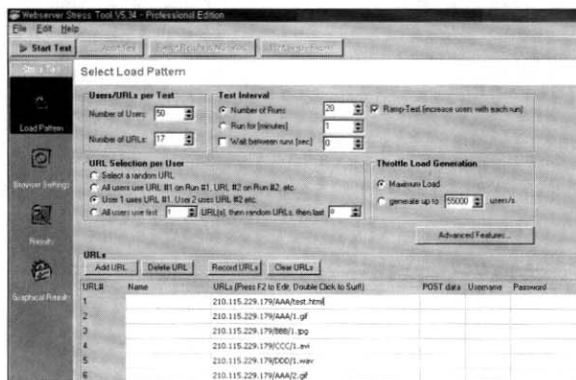 Webserver Stress Tool V5.34 - Professional Edition
File Edit Help
Start Test
Select Load Pattern
Users/URLs per Test
Number of Users: 50
Number of URLs: 17
Test Interval
Number of Runs: 20
Run for [minutes] 1
Wait between runs [sec] 0
Ramp-Test (increase users with each run)
Load Pattern
Browser Settings
Results
Graphical Results
URL Selection per User
Select a random URL
All users use URL #1 on Run #1, URL #2 on Run #2, etc.
User 1 uses URL #1, User 2 uses URL #2 etc.
All users use first 1 URL(s), then random URLs, then last 0
Throttle Load Generation
Maximum Load
generate up to 55000 users/s
Advanced Features...
URLs
Add URL Delete URL Record URLs Clear URLs
URL# Name URLs (Press F2 to Edit, Double Click to Surf!) POST data Username Password
1 210.115.229.179/AAA/test.html
2 210.115.229.179/AAA/1.gif
3 210.115.229.179/BBB/1.jpg
4 210.115.229.179/CCC/1.avi
5 210.115.229.179/DDD/1.wav
6 210.115.229.179/AAA/2.gif